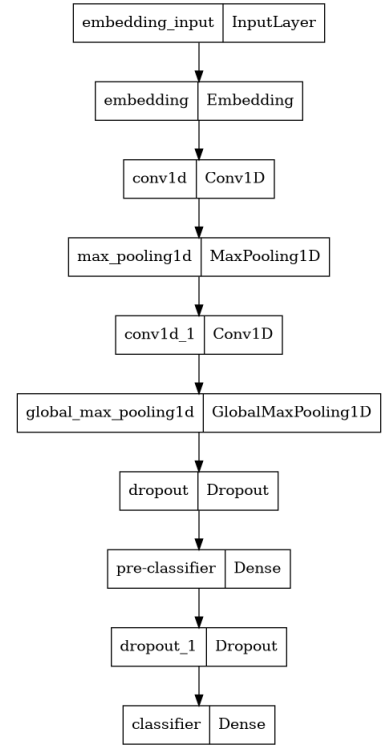 embedding_input InputLayer
embedding Embedding
conv1d Conv1D
max_pooling1d MaxPooling1D
conv1d_1 Conv1D
global_max_pooling1d GlobalMaxPooling1D
dropout Dropout
pre-classifier Dense
dropout_1 Dropout
classifier Dense